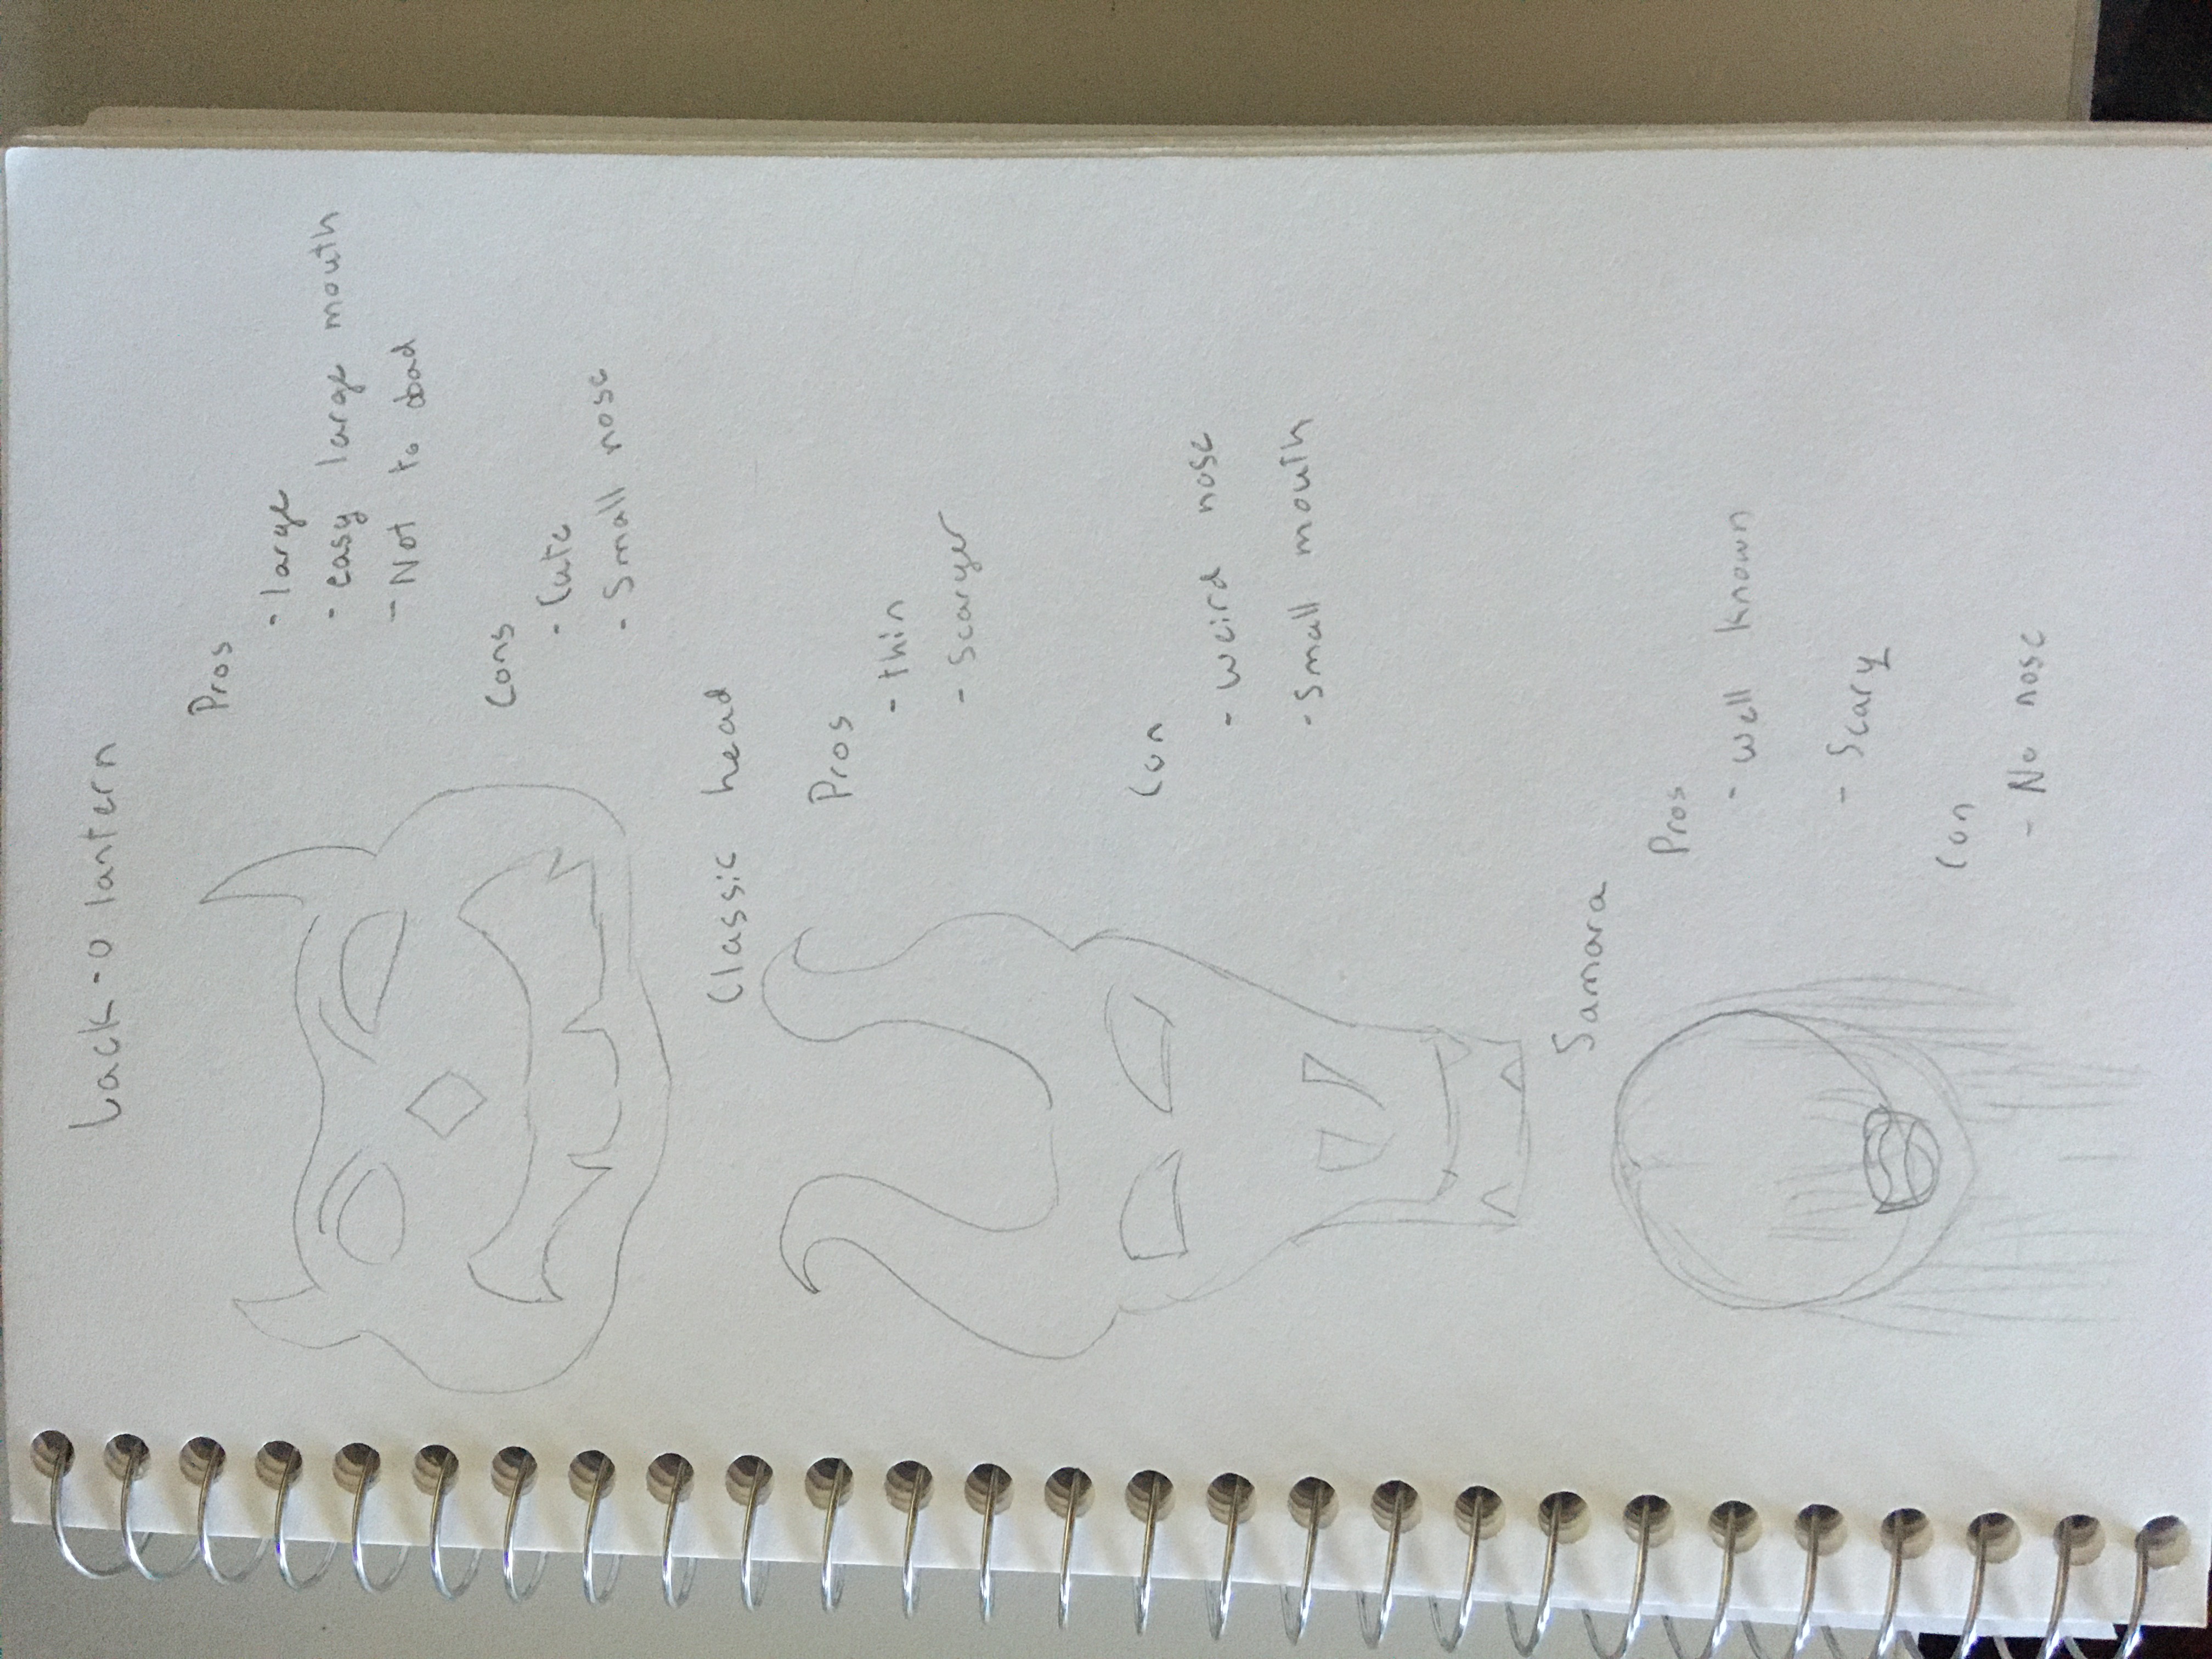 Lack-o lantern
Pros
- large
- easy large mouth
- Not to bad
Cons
- Cute
- Small nose
Classic head
Pros
- thin
- Scaryer
Con
- weird nose
- Small mouth
Samara
Pros
- well known
- Scary
Con
- No nose